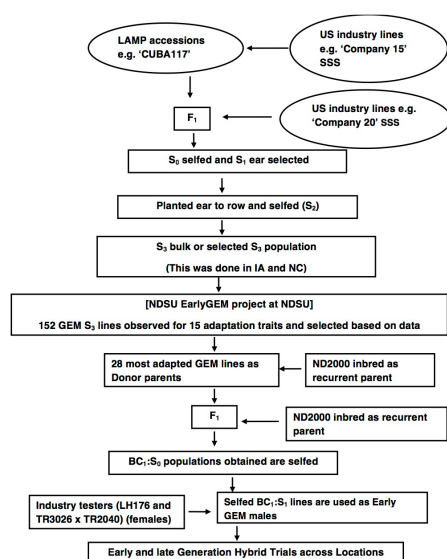 LAMP accessions
e.g. ‘CUBA117’
US industry lines
e.g. ‘Company 15’
SSS
F1
US industry lines e.g.
‘Company 20’ SSS
S0 selfed and S1 ear selected
Planted ear to row and selfed (S2)
S3 bulk or selected S3 population
(This was done in IA and NC)
[NDSU EarlyGEM project at NDSU]
152 GEM S3 lines observed for 15 adaptation traits and selected based on data
28 most adapted GEM lines as
Donor parents
ND2000 inbred as
recurrent parent
F1
ND2000 inbred as recurrent
parent
BC1:S0 populations obtained are selfed
Industry testers (LH176 and
TR3026 x TR2040) (females)
Selfed BC1:S1 lines are used as Early
GEM males
Early and late Generation Hybrid Trials across Locations